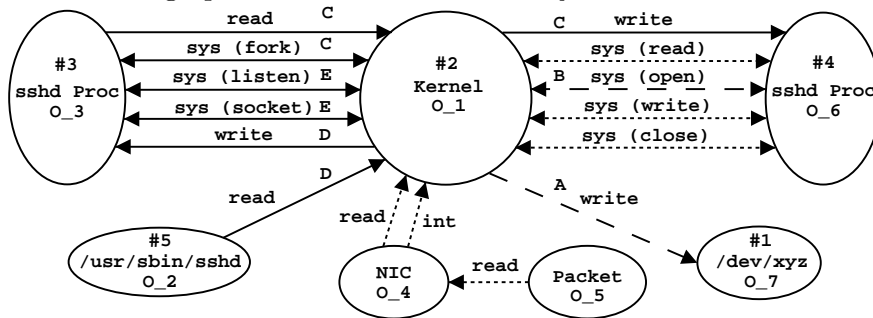 read C
C write
sys (fork) C
sys (read)
#3
sshd Proc
O_3
sys (listen) E
#2
Kernel
O_1
B sys (open)
#4
sshd Proc
O_6
sys (socket) E
sys (write)
write D
sys (close)
D
read
A
write
read
int
#5
/usr/sbin/sshd
O_2
NIC
O_4
read
Packet
O_5
#1
/dev/xyz
O_7